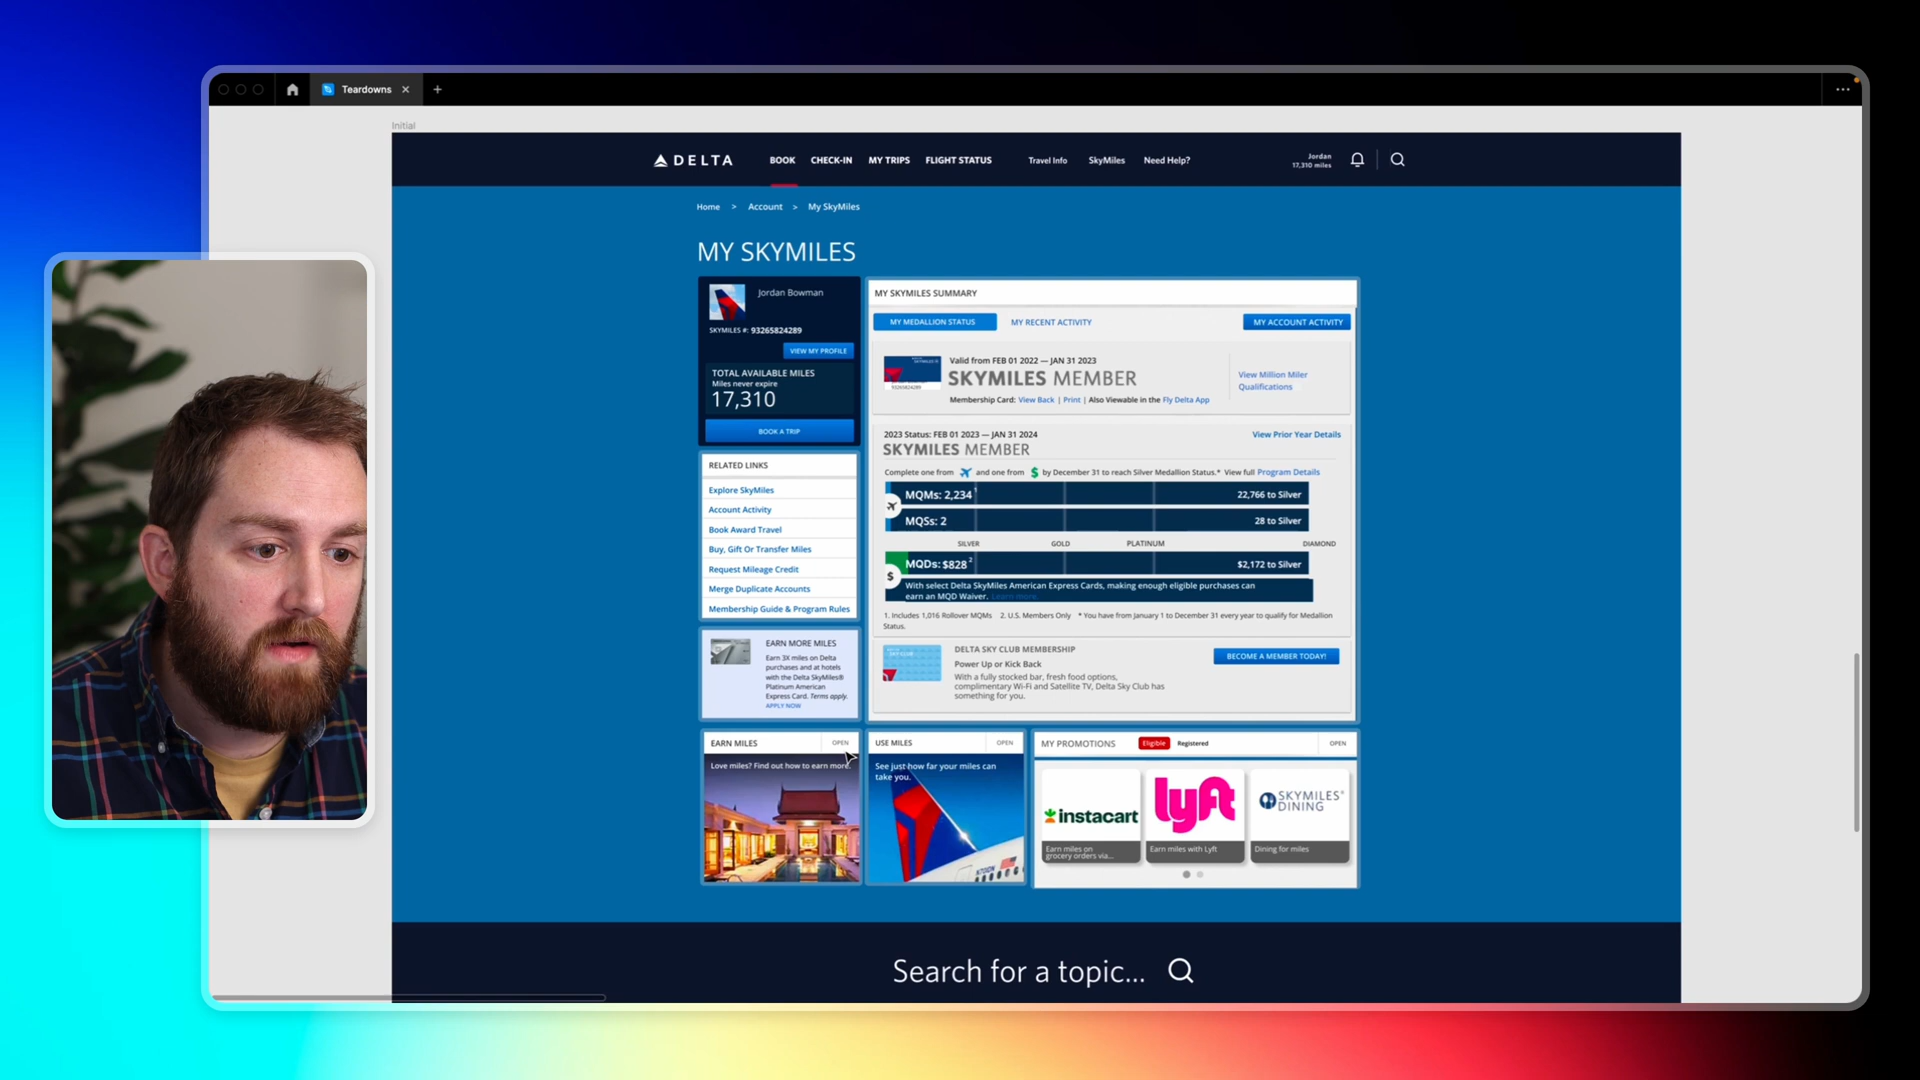 Teardowns
Initial
DELTA
BOOK CHECK-IN MY TRIPS FLIGHT STATUS Travel Info SkyMiles Need Help?
Jordan
17,310 miles
Home > Account > My SkyMiles
MY SKYMILES
Jordan Bowman
SKYMILES #: 93265824289
VIEW MY PROFILE
TOTAL AVAILABLE MILES
Miles never expire
17,310
BOOK A TRIP
RELATED LINKS
Explore SkyMiles
Account Activity
Book Award Travel
Buy, Gift Or Transfer Miles
Request Mileage Credit
Merge Duplicate Accounts
Membership Guide & Program Rules
EARN MORE MILES
Earn 3X miles on Delta
purchases and at hotels
with the Delta SkyMiles®
Platinum American
Express Card. Terms apply.
APPLY NOW
MY SKYMILES SUMMARY
MY MEDALLION STATUS MY RECENT ACTIVITY MY ACCOUNT ACTIVITY
Valid from FEB 01 2022 — JAN 31 2023
SKYMILES MEMBER
Membership Card: View Back | Print | Also Viewable in the Fly Delta App
View Million Miler
Qualifications
2023 Status: FEB 01 2023 — JAN 31 2024
View Prior Year Details
SKYMILES MEMBER
Complete one from and one from $ by December 31 to reach Silver Medallion Status.* View full Program Details
MQMs: 2,234 1 22,766 to Silver
MQSs: 2 28 to Silver
SILVER GOLD PLATINUM DIAMOND
MQDs: $828 2 $2,172 to Silver
$
With select Delta SkyMiles American Express Cards, making enough eligible purchases can
earn an MQD Waiver. Learn more.
1. Includes 1,016 Rollover MQMs 2. U.S. Members Only * You have from January 1 to December 31 every year to qualify for Medallion
Status.
DELTA SKY CLUB MEMBERSHIP
Power Up or Kick Back
With a fully stocked bar, fresh food options,
complimentary Wi-Fi and Satellite TV, Delta Sky Club has
something for you.
BECOME A MEMBER TODAY!
EARN MILES OPEN
Love miles? Find out how to earn more.
USE MILES OPEN
See just how far your miles can
take you.
MY PROMOTIONS Eligible Registered OPEN
instacart
Earn miles on
grocery orders via...
lyft
Earn miles with Lyft
SKYMILES®
DINING
Dining for miles
Search for a topic...